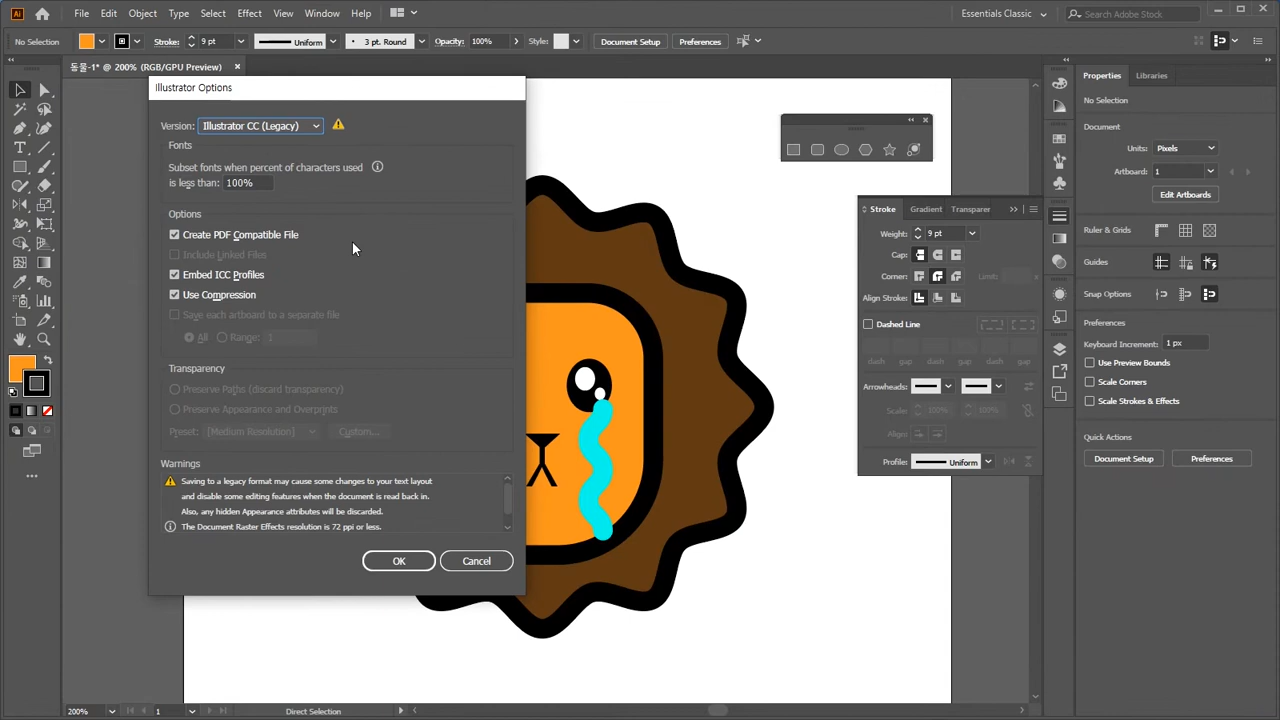 Ai
File Edit Object Type Select Effect View Window Help
Essentials Classic
Search Adobe Stock
No Selection
Stroke: 9 pt
Uniform
3 pt. Round
Opacity: 100%
Style:
Document Setup
Preferences
동물-1* @ 200% (RGB/GPU Preview)
Illustrator Options
Version: Illustrator CC (Legacy)
Fonts
Subset fonts when percent of characters used
is less than: 100%
Options
Create PDF Compatible File
Include Linked Files
Embed ICC Profiles
Use Compression
Save each artboard to a separate file
All Range: 1
Transparency
Preserve Paths (discard transparency)
Preserve Appearance and Overprints
Preset: [Medium Resolution] Custom...
Warnings
Saving to a legacy format may cause some changes to your text layout
and disable some editing features when the document is read back in.
Also, any hidden Appearance attributes will be discarded.
The Document Raster Effects resolution is 72 ppi or less.
OK Cancel
Stroke Gradient Transparer
Weight: 9 pt
Cap:
Corner: Limit:
Align Stroke:
Dashed Line
dash gap dash gap dash gap
Arrowheads:
Scale: 100% 100%
Align:
Profile: Uniform
Properties Libraries
No Selection
Document
Units: Pixels
Artboard: 1
Edit Artboards
Ruler & Grids
Guides
Snap Options
Preferences
Keyboard Increment: 1 px
Use Preview Bounds
Scale Corners
Scale Strokes & Effects
Quick Actions
Document Setup Preferences
200% 1 Direct Selection